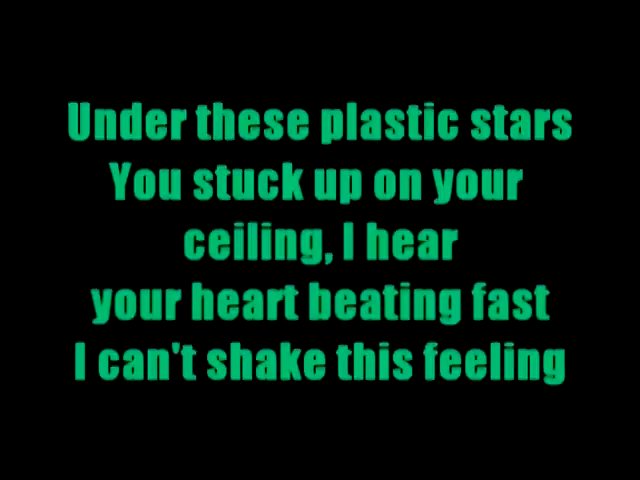 Under these plastic stars
You stuck up on your
ceiling, I hear
your heart beating fast
I can't shake this feeling